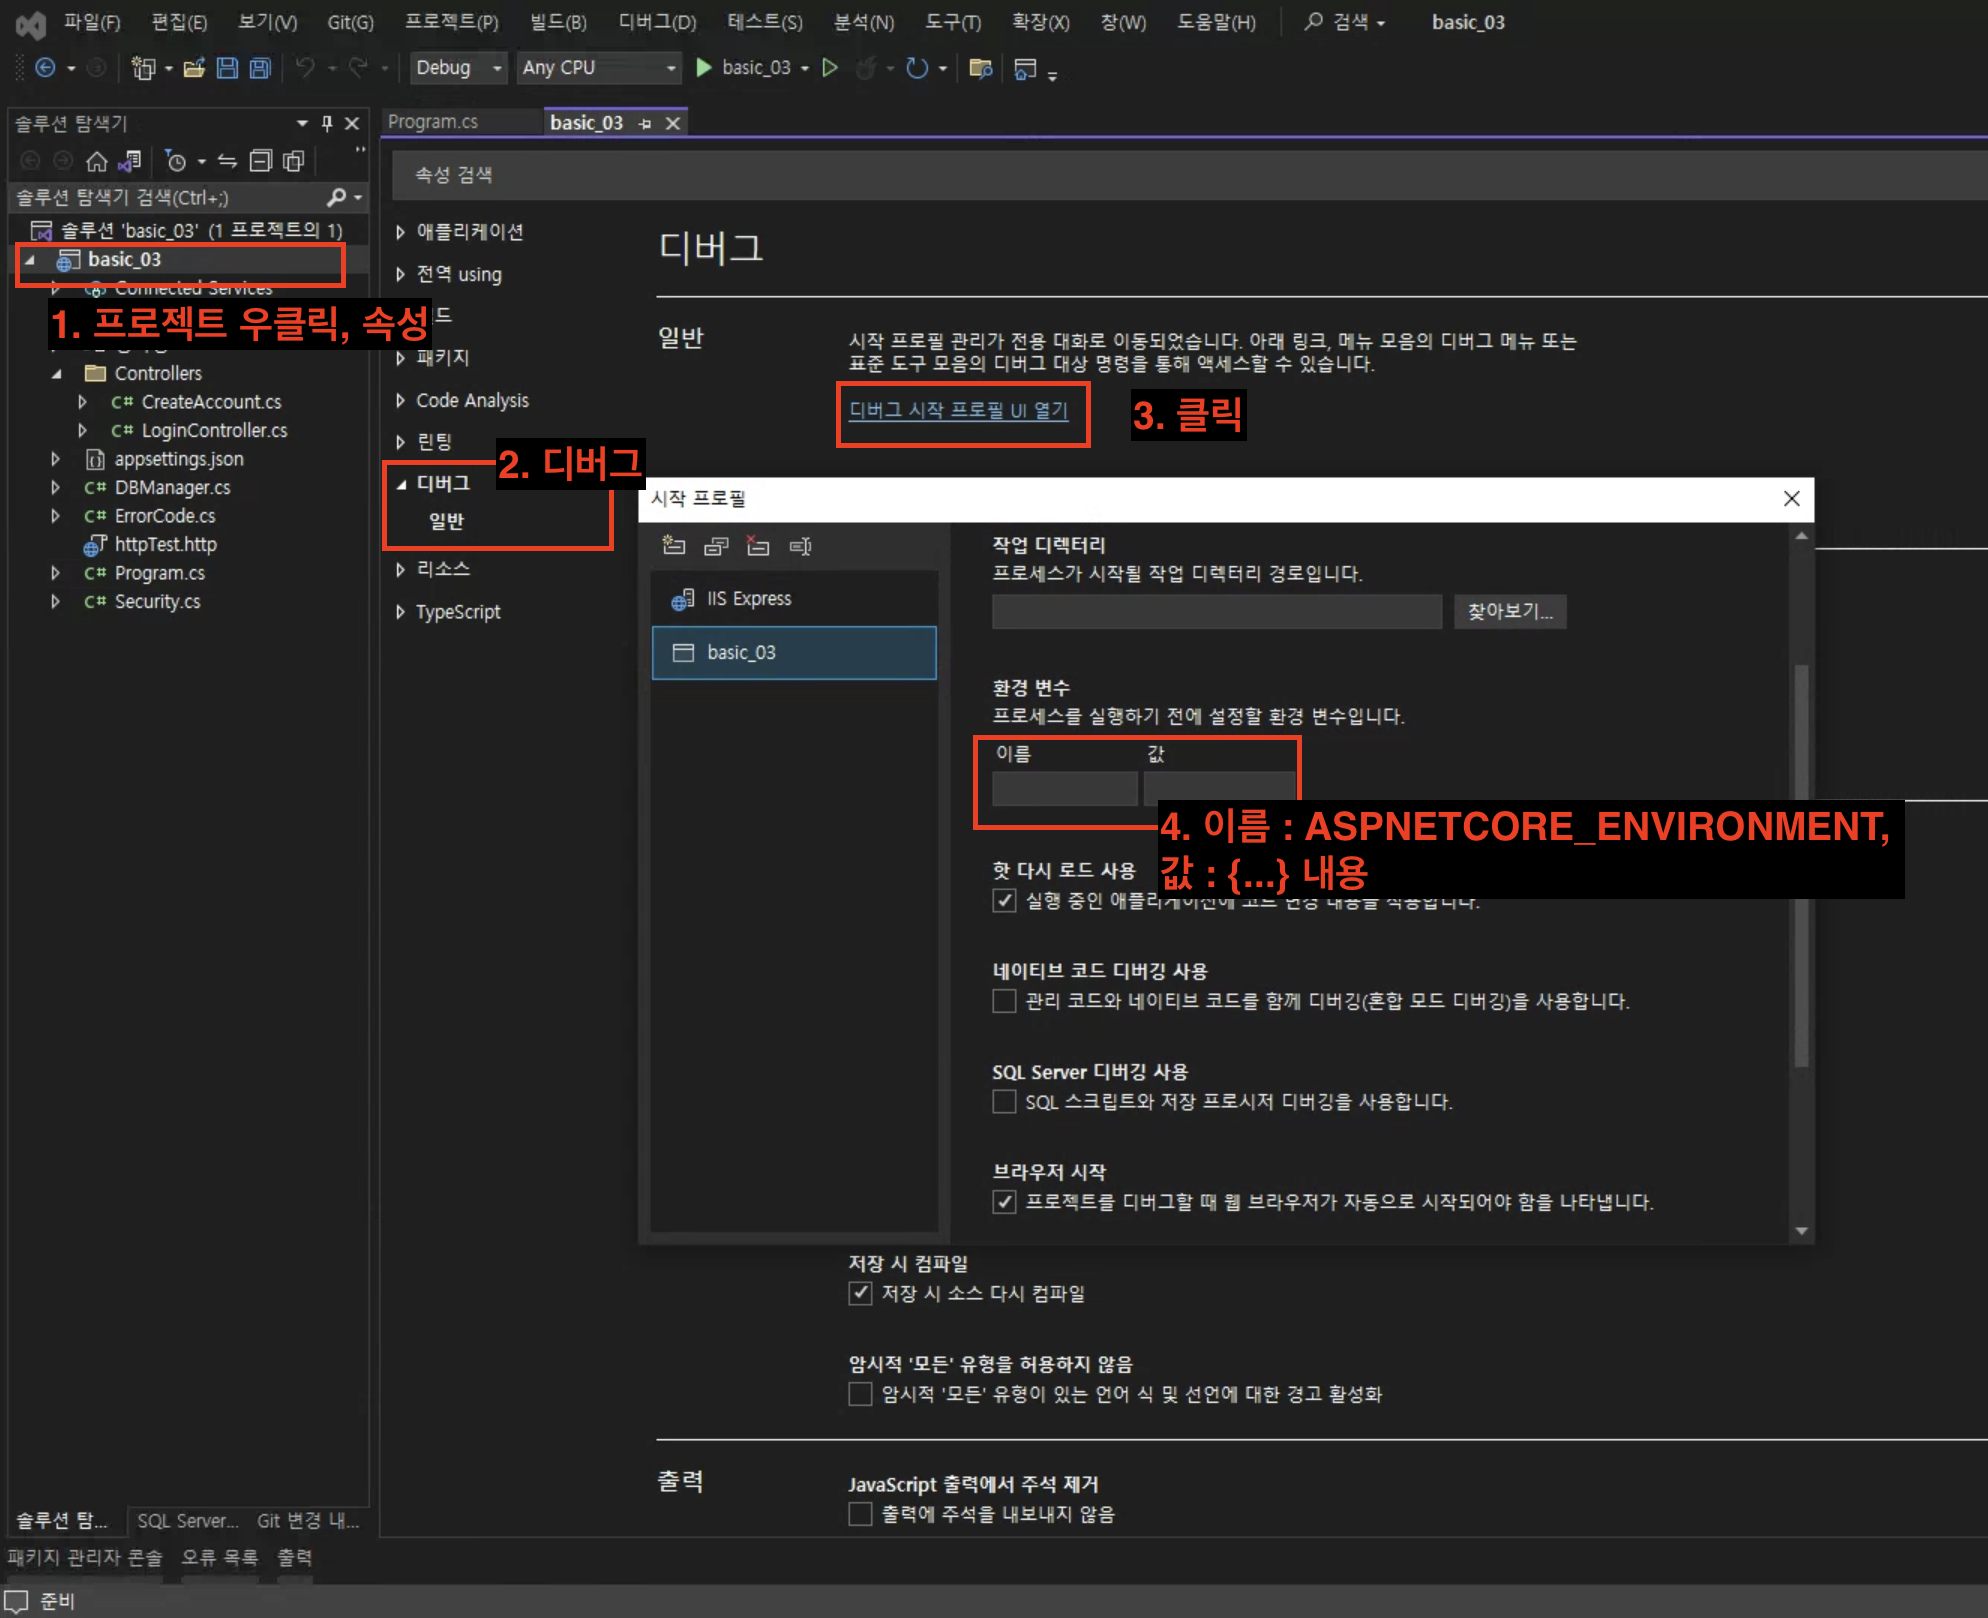 파일(F) 편집(E) 보기(V) Git(G) 프로젝트(P) 빌드(B) 디버그(D) 테스트(S) 분석(N) 도구(T) 확장(X) 창(W) 도움말(H) 검색 basic_03
Debug Any CPU basic_03
솔루션 탐색기
솔루션 탐색기 검색(Ctrl+;)
솔루션 'basic_03' (1 프로젝트의 1)
basic_03
Connected Services
1. 프로젝트 우클릭, 속성
Controllers
C# CreateAccount.cs
C# LoginController.cs
appsettings.json
C# DBManager.cs
C# ErrorCode.cs
httpTest.http
C# Program.cs
C# Security.cs
솔루션 탐... SQL Server... Git 변경 내...
Program.cs basic_03
속성 검색
애플리케이션
전역 using
드
패키지
Code Analysis
린팅
2. 디버그
디버그
일반
리소스
TypeScript
디버그
일반
시작 프로필 관리가 전용 대화로 이동되었습니다. 아래 링크, 메뉴 모음의 디버그 메뉴 또는
표준 도구 모음의 디버그 대상 명령을 통해 액세스할 수 있습니다.
디버그 시작 프로필 UI 열기
3. 클릭
시작 프로필
IIS Express
basic_03
작업 디렉터리
프로세스가 시작될 작업 디렉터리 경로입니다.
찾아보기...
환경 변수
프로세스를 실행하기 전에 설정할 환경 변수입니다.
이름 값
4. 이름 : ASPNETCORE_ENVIRONMENT,
값 : {...} 내용
핫 다시 로드 사용
실행 중인 애플리케이션에 코드 변경 내용을 적용합니다.
네이티브 코드 디버깅 사용
관리 코드와 네이티브 코드를 함께 디버깅(혼합 모드 디버깅)을 사용합니다.
SQL Server 디버깅 사용
SQL 스크립트와 저장 프로시저 디버깅을 사용합니다.
브라우저 시작
프로젝트를 디버그할 때 웹 브라우저가 자동으로 시작되어야 함을 나타냅니다.
저장 시 컴파일
저장 시 소스 다시 컴파일
암시적 '모든' 유형을 허용하지 않음
암시적 '모든' 유형이 있는 언어 식 및 선언에 대한 경고 활성화
출력
JavaScript 출력에서 주석 제거
출력에 주석을 내보내지 않음
패키지 관리자 콘솔 오류 목록 출력
준비